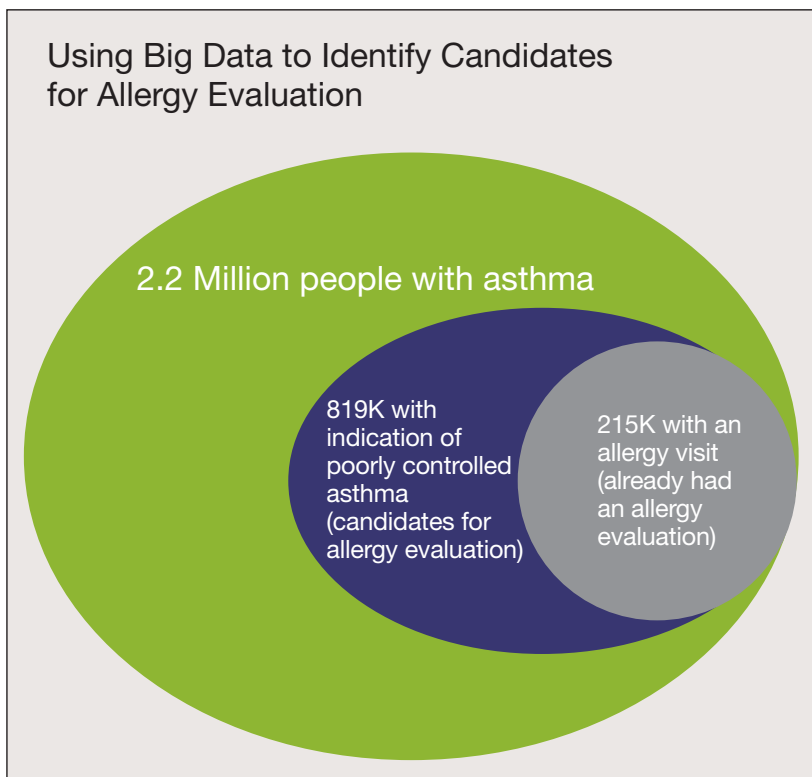 Using Big Data to Identify Candidates
for Allergy Evaluation
2.2 Million people with asthma
819K with
indication of
poorly controlled
asthma
(candidates for
allergy evaluation)
215K with an
allergy visit
(already had
an allergy
evaluation)